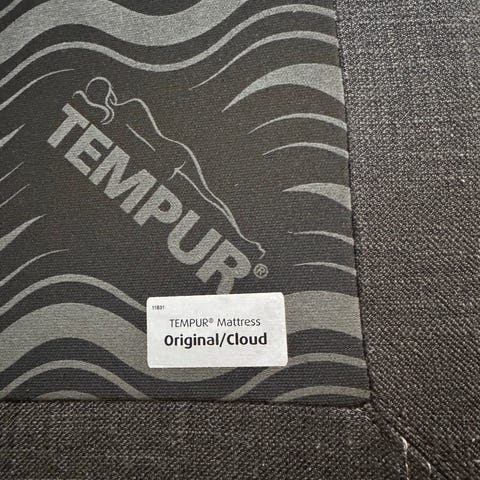 TEMPUR®
11831
TEMPUR® Mattress
Original/Cloud